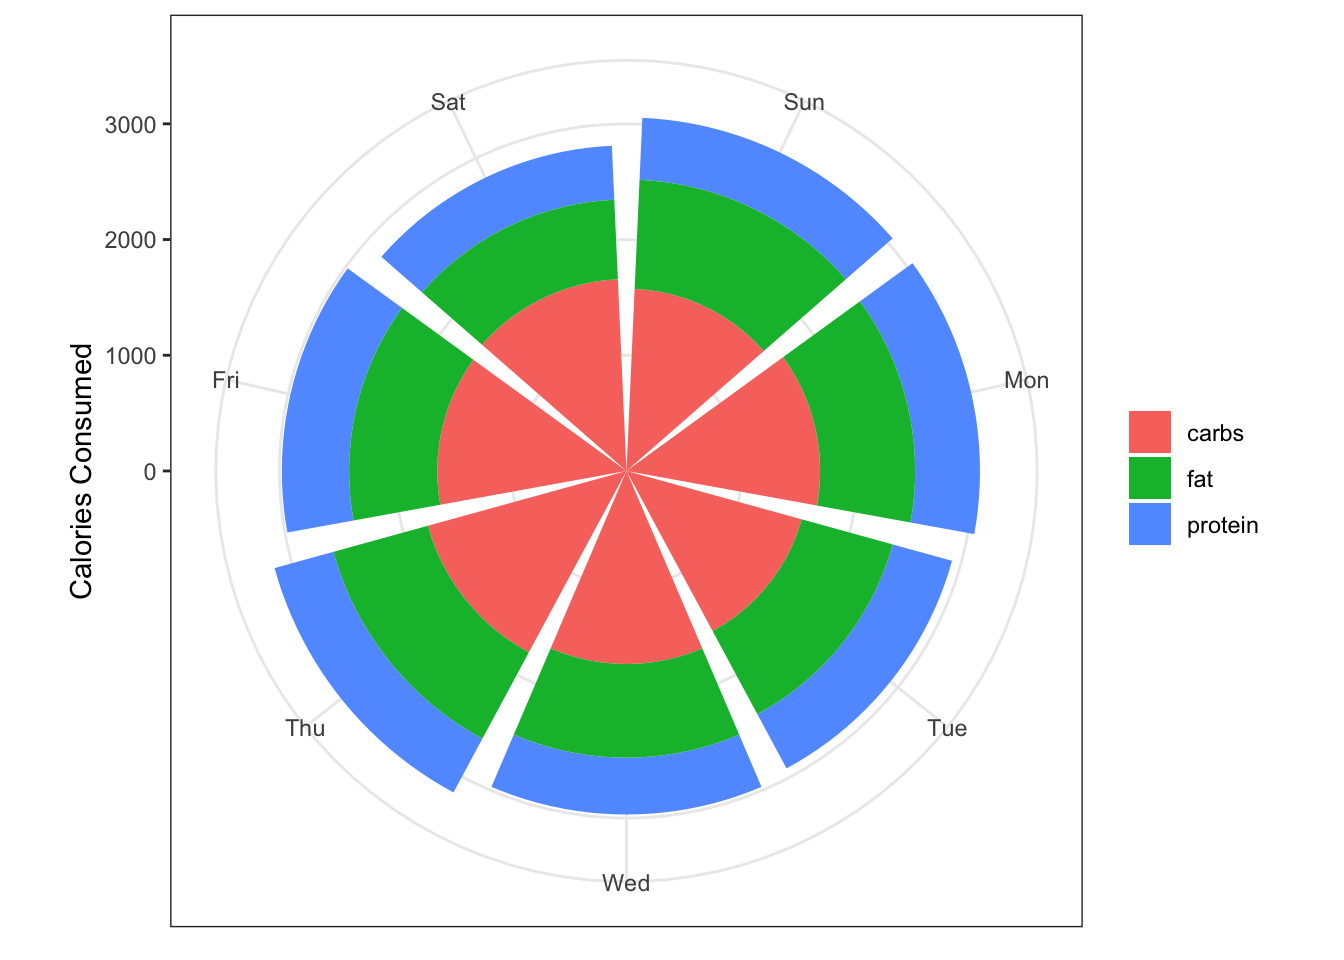 Sat
Sun
3000
2000
1000
0
Calories Consumed
Fri
Mon
Thu
Tue
Wed
carbs
fat
protein